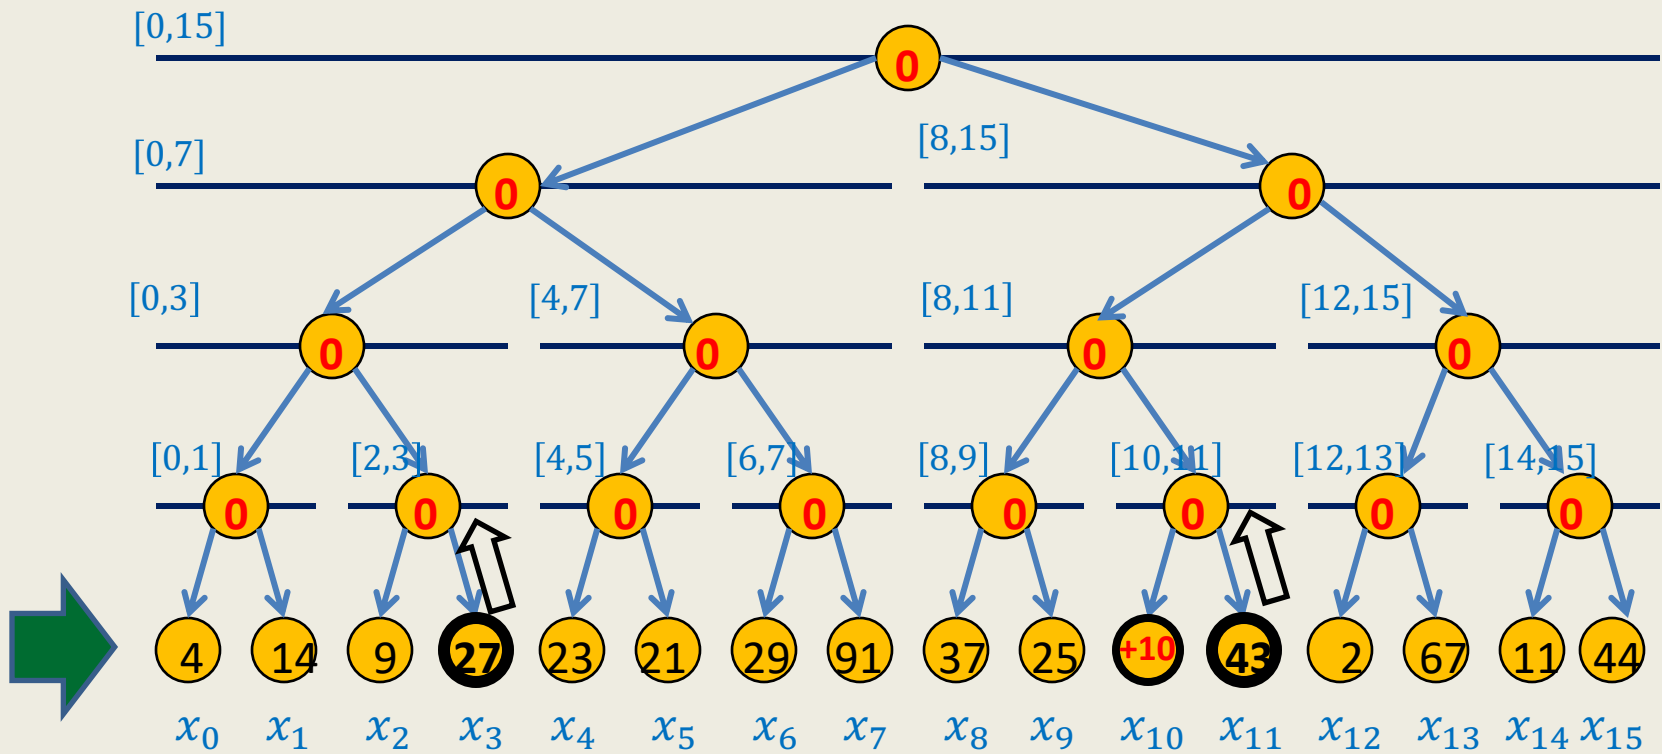 [0,15]
0
[0,7] [8,15]
0 0
[0,3] [4,7] [8,11] [12,15]
0 0 0 0
[0,1] [2,3] [4,5] [6,7] [8,9] [10,11] [12,13] [14,15]
0 0 0 0 0 0 0 0
4 14 9 27 23 21 29 91 37 25 +10 43 2 67 11 44
x₀ x₁ x₂ x₃ x₄ x₅ x₆ x₇ x₈ x₉ x₁₀ x₁₁ x₁₂ x₁₃ x₁₄ x₁₅